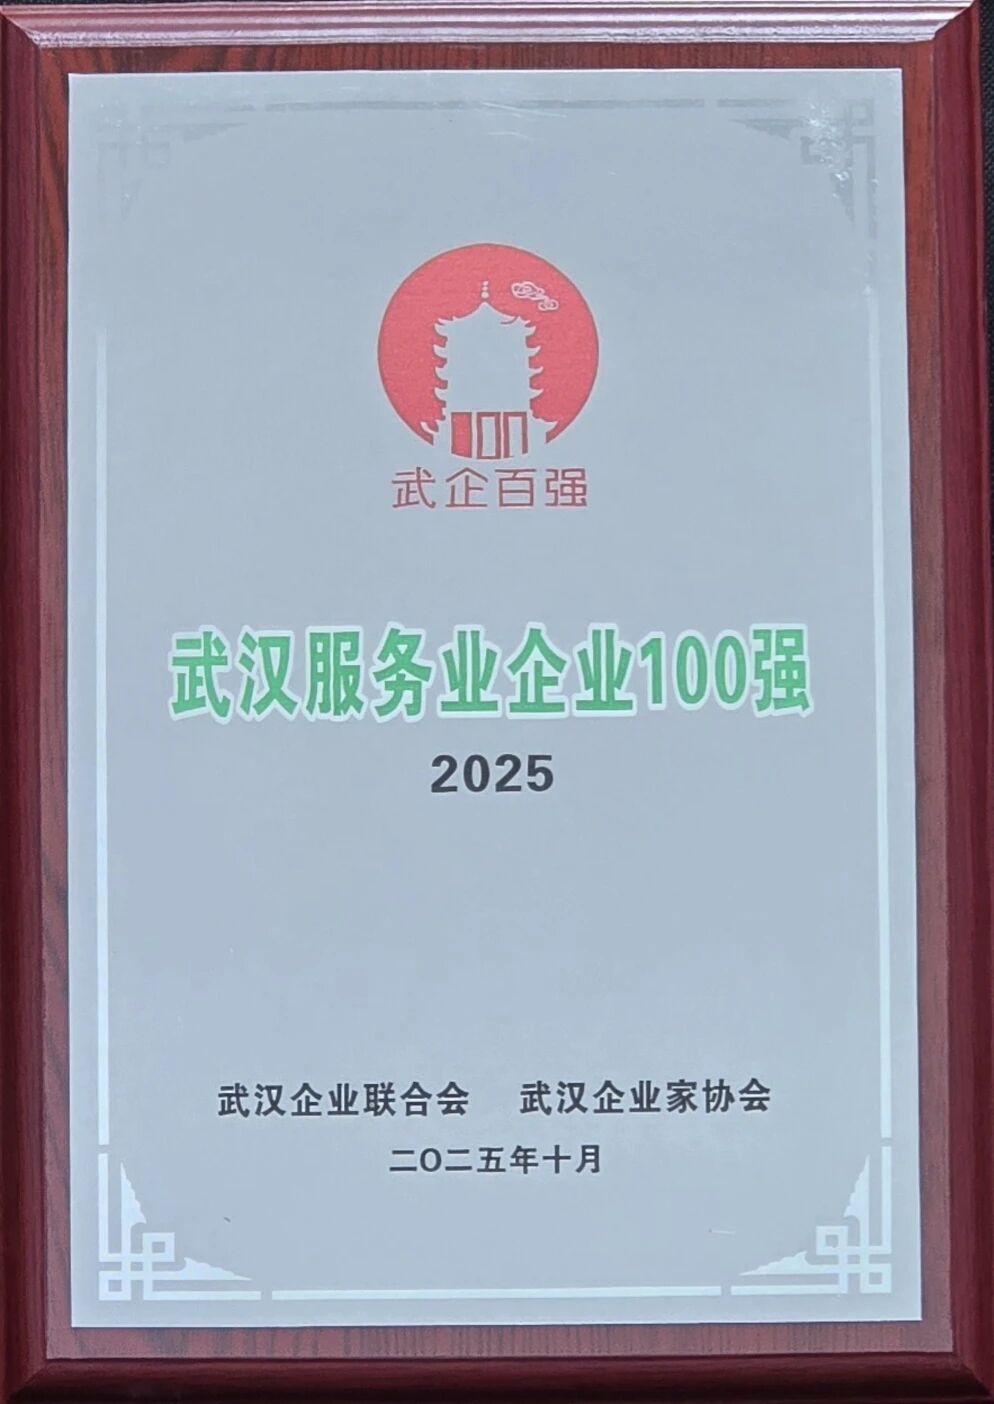 100
武企百强
武汉服务业企业100强
2025
武汉企业联合会 武汉企业家协会
二〇二五年十月